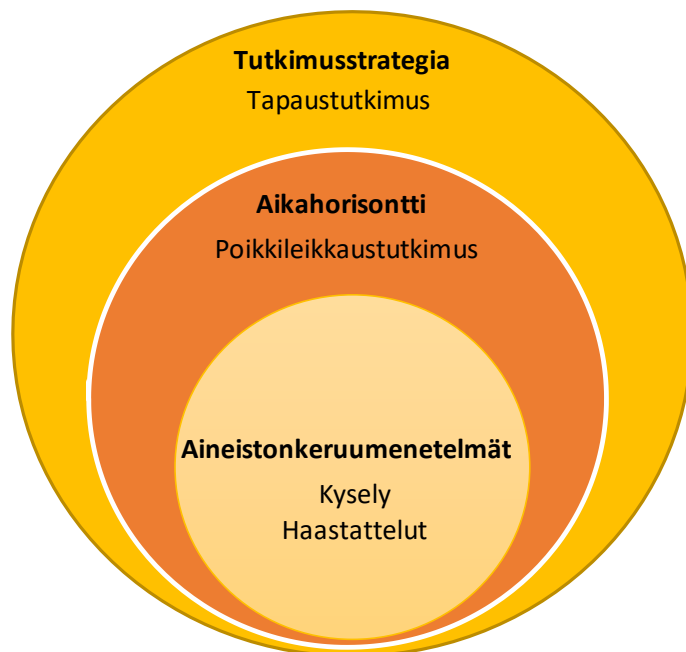 Tutkimusstrategia
Tapaustutkimus
Aikahorisontti
Poikkileikkaustutkimus
Aineistonkeruumenetelmät
Kysely
Haastattelut